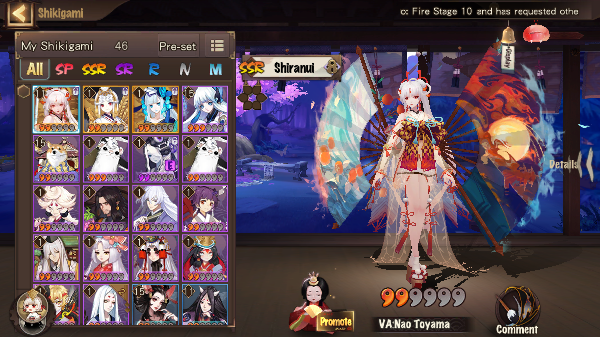 Shikigami
c: Fire Stage 10 and has requested othe
My Shikigami 46 Pre-set
All SP SSR SR R N M
SSR Shiranui
Details
Promote
VA:Nao Toyama
Comment